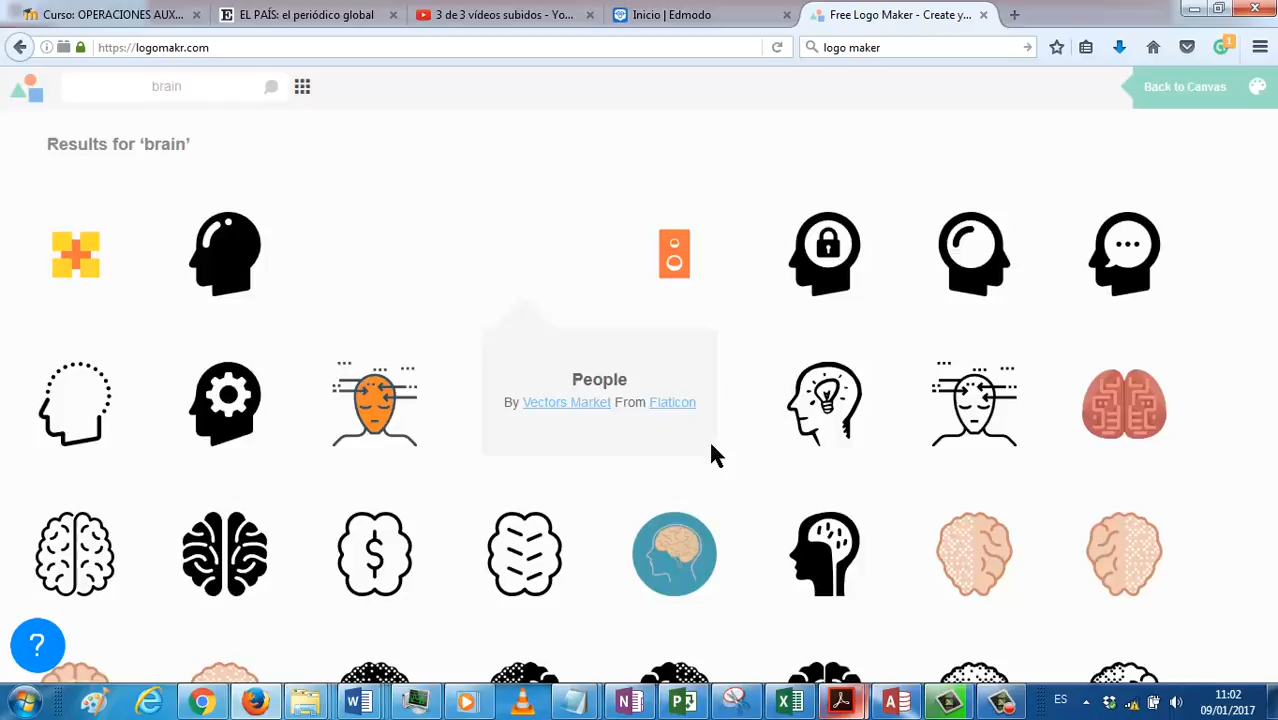 OPERACIONES AUX...
EL PAÍS: el periódico global
3 de 3 vídeos subidos - Yo...
Inicio | Edmodo
Free Logo Maker - Create y...
https://logomakr.com
logo maker
1
brain
Back to Canvas
Results for ‘brain’
People
By Vectors Market From Flaticon
$
?
ES
11:02
09/01/2017